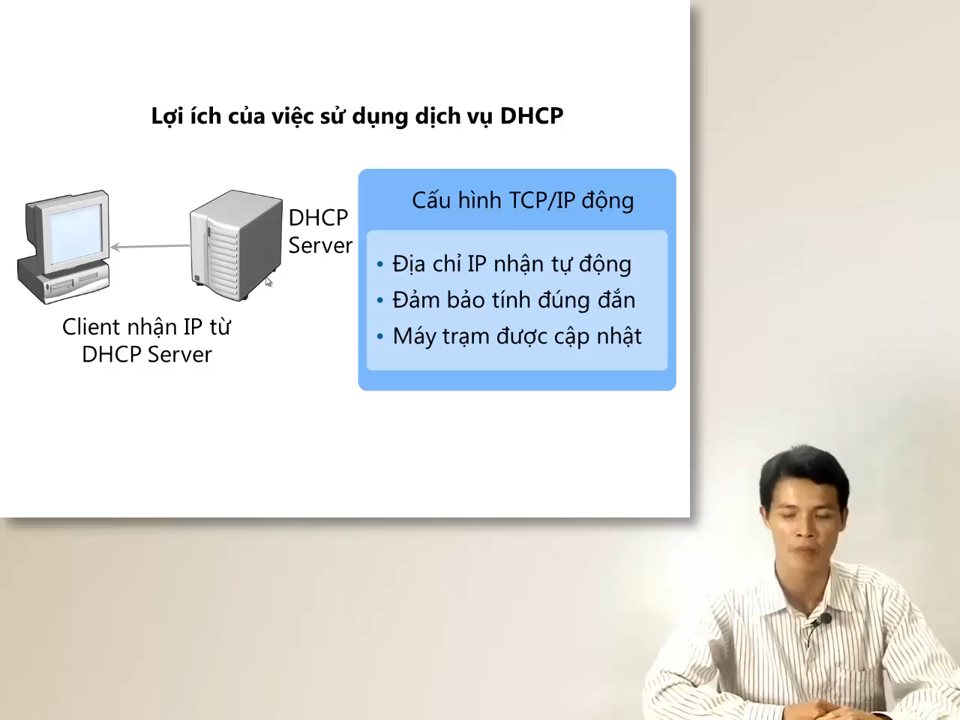 Lợi ích của việc sử dụng dịch vụ DHCP
DHCP
Server
Client nhận IP từ
DHCP Server
Cấu hình TCP/IP động
• Địa chỉ IP nhận tự động
• Đảm bảo tính đúng đắn
• Máy trạm được cập nhật